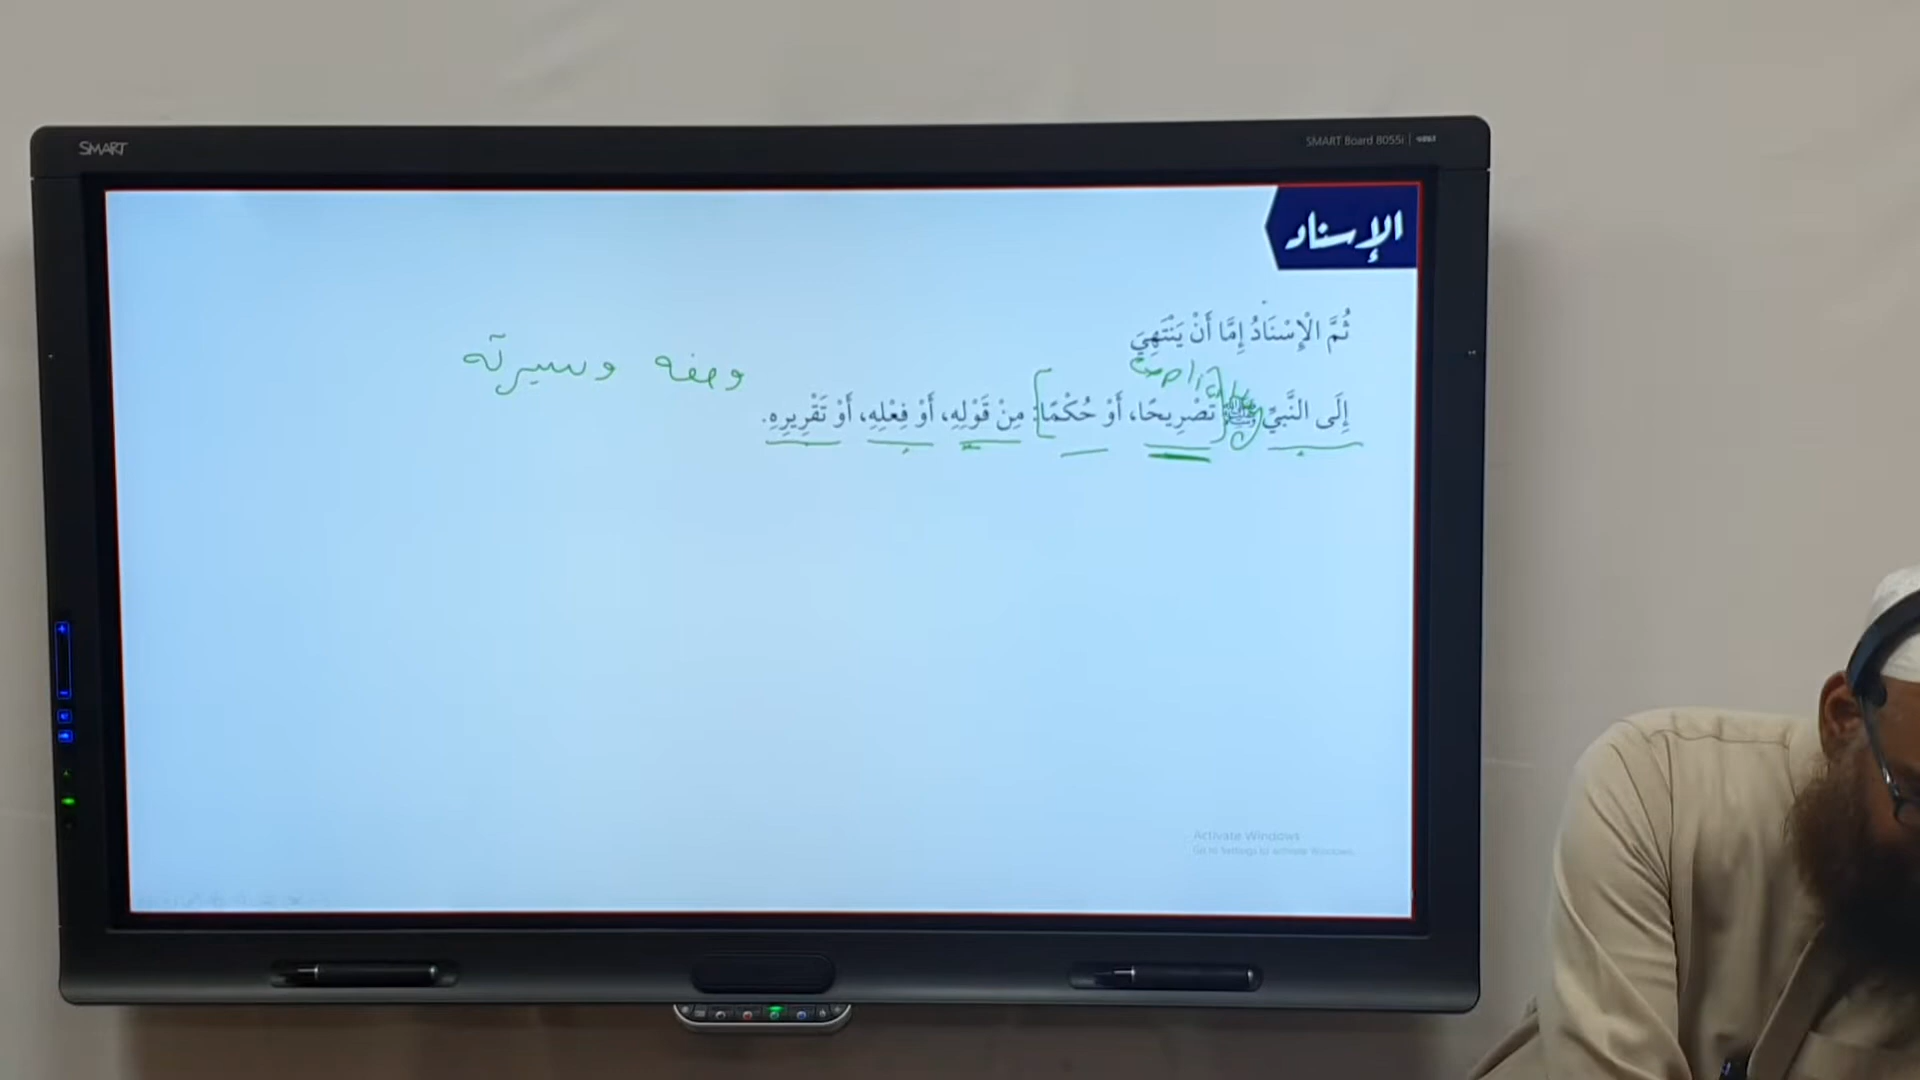 SMART
SMART Board 8055i
الإسناد
ثُمَّ الْإِسْنَادُ إِمَّا أَنْ يَنْتَهِيَ
وصفه وسيرته
إِلَى النَّبِيِّ ﷺ تَصْرِيحًا، أَوْ حُكْمًا: مِنْ قَوْلِهِ، أَوْ فِعْلِهِ، أَوْ تَقْرِيرِهِ.
Activate Windows
Go to Settings to activate Windows.